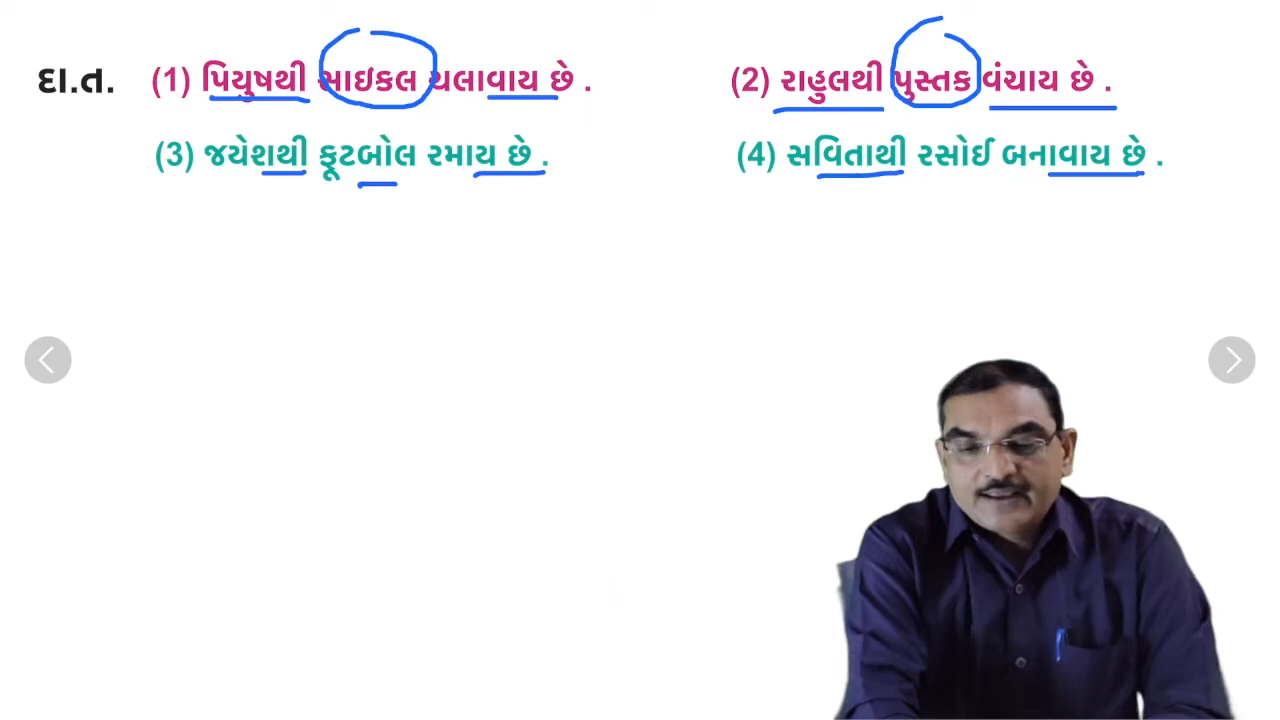 દા.ત. (1) પિયુષથી સાઇકલ ચલાવાય છે . (2) રાહુલથી પુસ્તક વંચાય છે .
(3) જયેશથી ફૂટબોલ રમાય છે . (4) સવિતાથી રસોઈ બનાવાય છે .